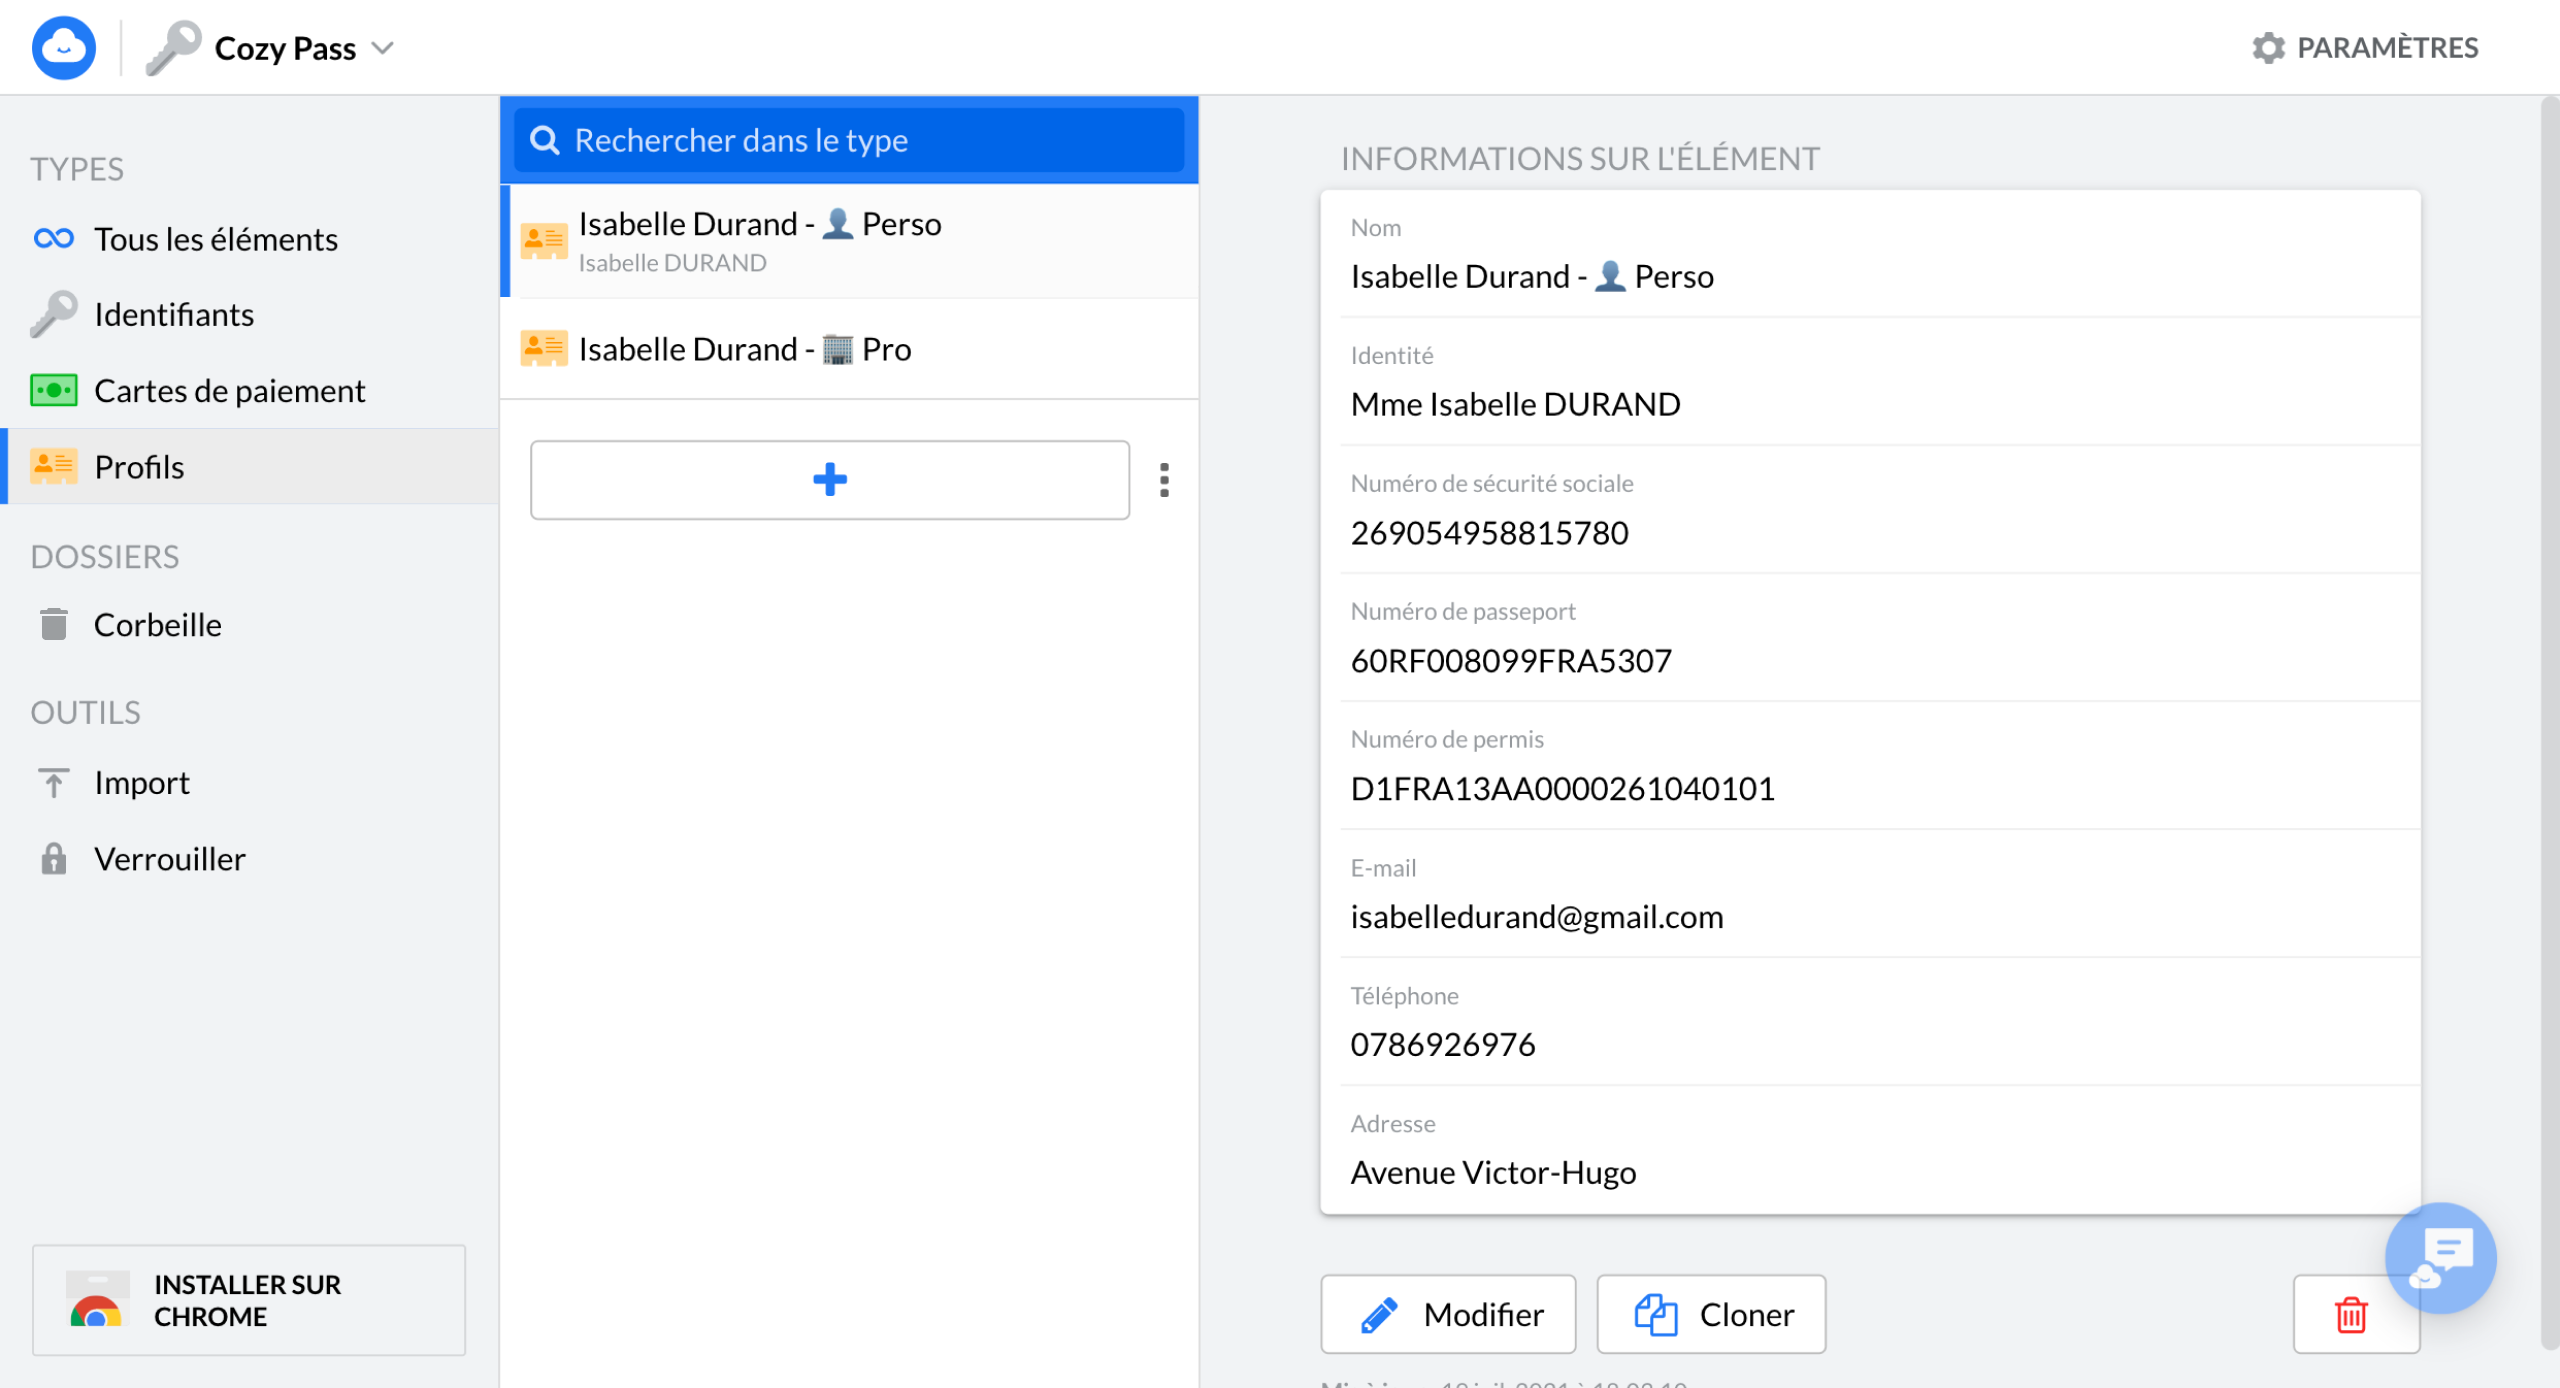 Cozy Pass
PARAMÈTRES
TYPES
Tous les éléments
Identifiants
Cartes de paiement
Profils
DOSSIERS
Corbeille
OUTILS
Import
Verrouiller
INSTALLER SUR
CHROME
Rechercher dans le type
Isabelle Durand - 👤 Perso
Isabelle DURAND
Isabelle Durand - 🏢 Pro
INFORMATIONS SUR L'ÉLÉMENT
Nom
Isabelle Durand - 👤 Perso
Identité
Mme Isabelle DURAND
Numéro de sécurité sociale
269054958815780
Numéro de passeport
60RF008099FRA5307
Numéro de permis
D1FRA13AA0000261040101
E-mail
isabelledurand@gmail.com
Téléphone
0786926976
Adresse
Avenue Victor-Hugo
Modifier
Cloner